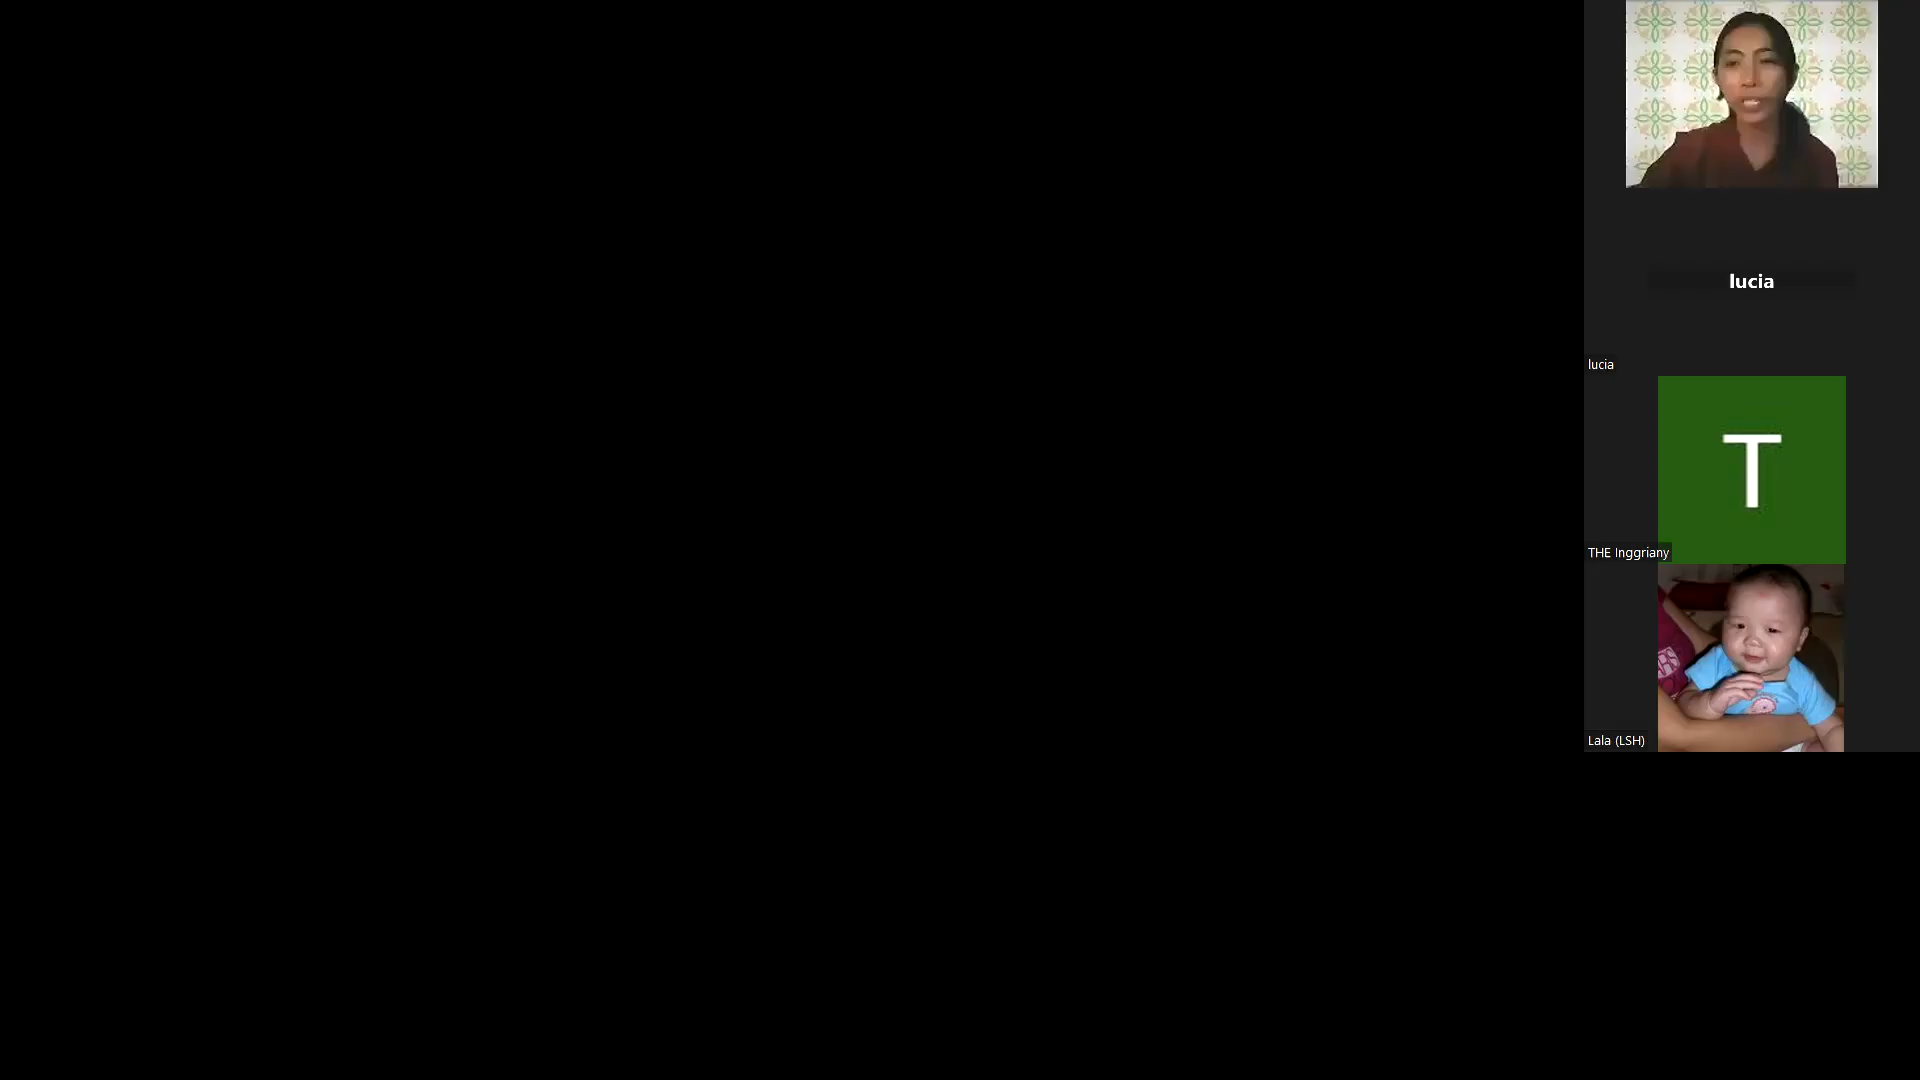 lucia
lucia
T
THE Inggriany
Lala (LSH)